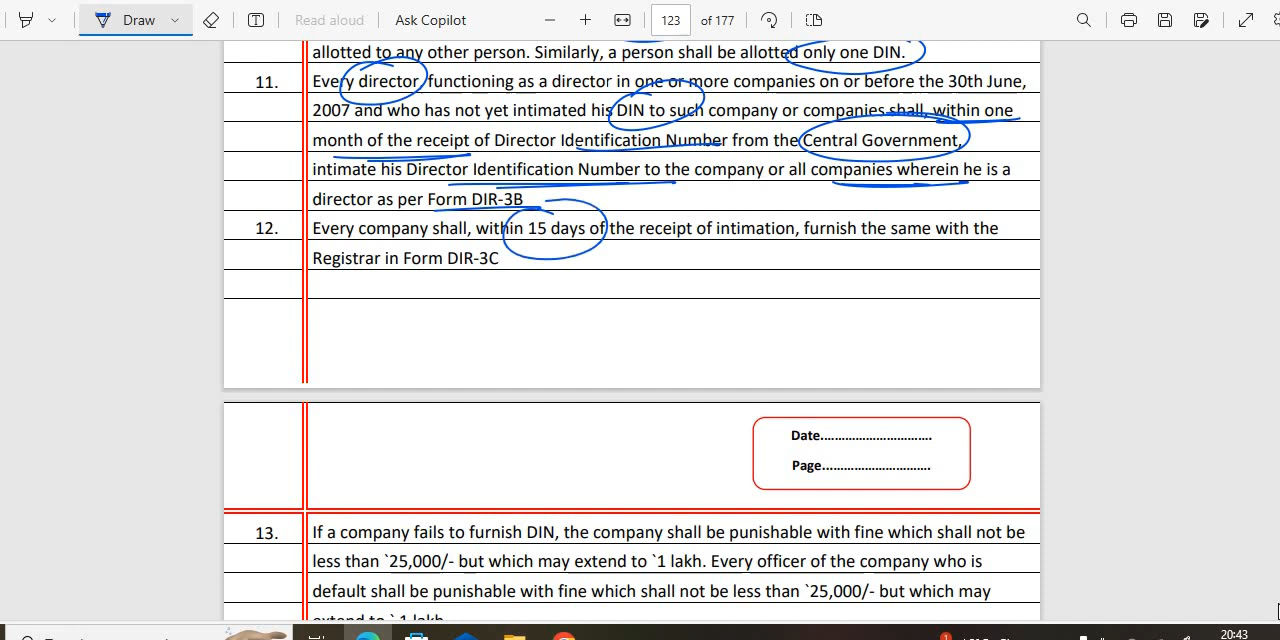 Draw
Read aloud
Ask Copilot
123
of 177
allotted to any other person. Similarly, a person shall be allotted only one DIN.
11. Every director functioning as a director in one or more companies on or before the 30th June,
2007 and who has not yet intimated his DIN to such company or companies shall, within one
month of the receipt of Director Identification Number from the Central Government,
intimate his Director Identification Number to the company or all companies wherein he is a
director as per Form DIR-3B
12. Every company shall, within 15 days of the receipt of intimation, furnish the same with the
Registrar in Form DIR-3C
Date.................................
Page................................
13. If a company fails to furnish DIN, the company shall be punishable with fine which shall not be
less than `25,000/- but which may extend to `1 lakh. Every officer of the company who is
default shall be punishable with fine which shall not be less than `25,000/- but which may
extend to ` 1 lakh
1
20:43